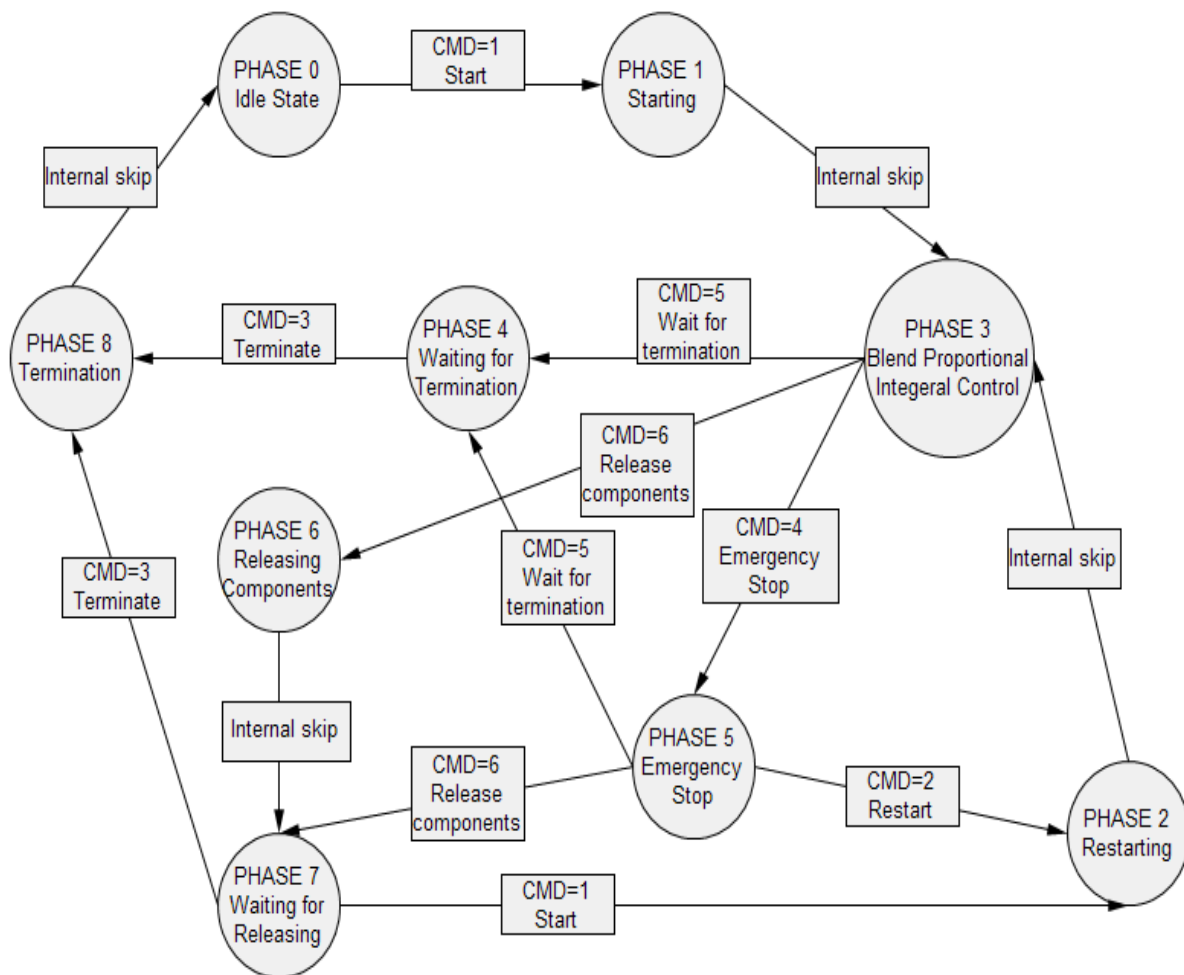 PHASE 0
Idle State
CMD=1
Start
PHASE 1
Starting
Internal skip
Internal skip
PHASE 8
Termination
CMD=3
Terminate
PHASE 4
Waiting for
Termination
CMD=5
Wait for
termination
PHASE 3
Blend Proportional
Integeral Control
CMD=6
Release
components
CMD=4
Emergency
Stop
PHASE 6
Releasing
Components
CMD=5
Wait for
termination
Internal skip
CMD=3
Terminate
Internal skip
CMD=6
Release
components
PHASE 5
Emergency
Stop
CMD=2
Restart
PHASE 2
Restarting
PHASE 7
Waiting for
Releasing
CMD=1
Start